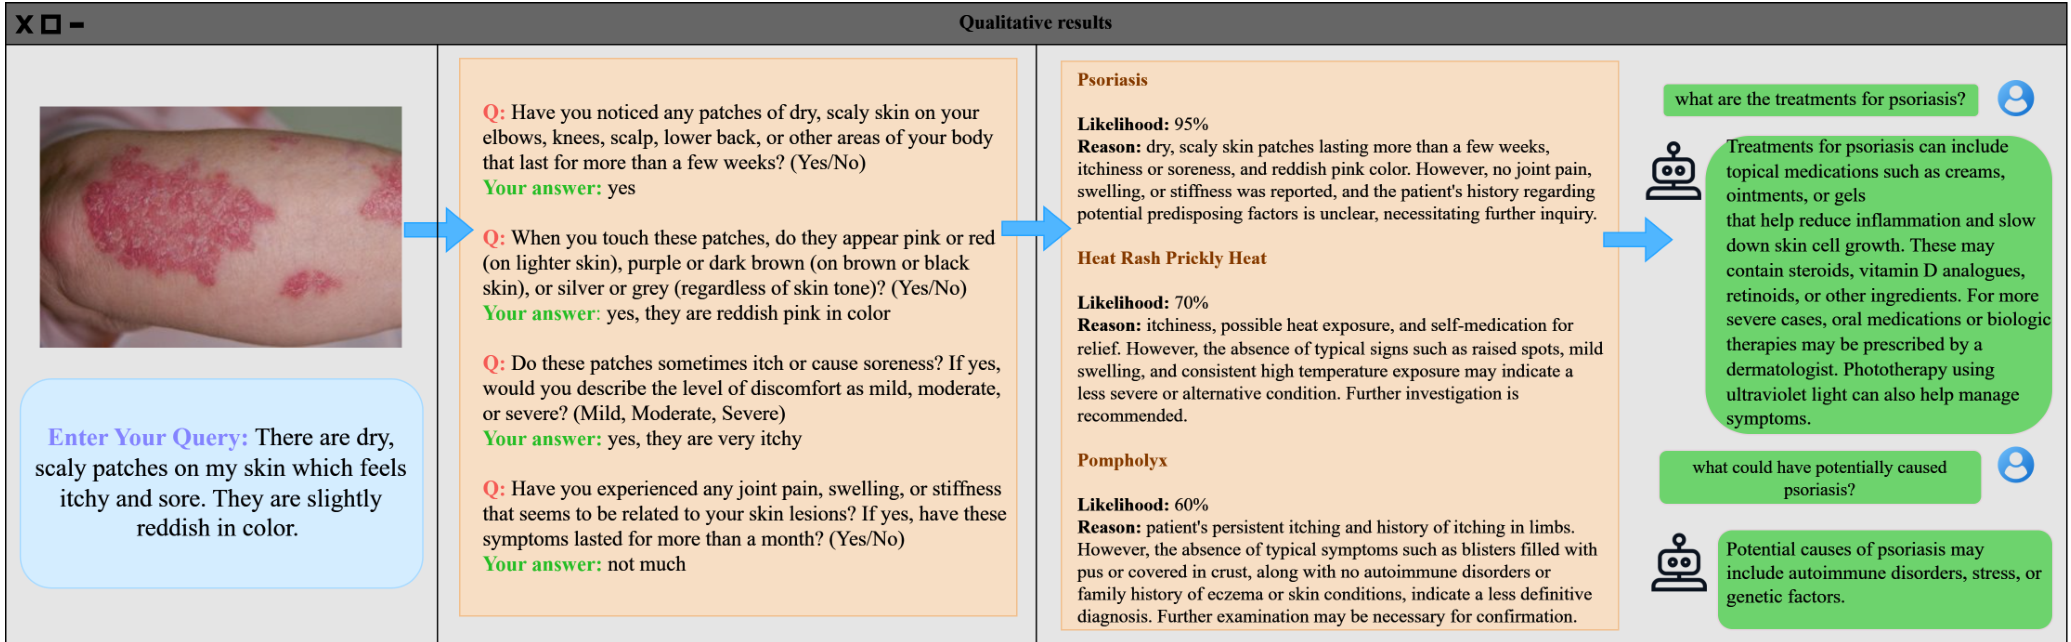 Qualitative results
Enter Your Query: There are dry,
scaly patches on my skin which feels
itchy and sore. They are slightly
reddish in color.
Q: Have you noticed any patches of dry, scaly skin on your
elbows, knees, scalp, lower back, or other areas of your body
that last for more than a few weeks? (Yes/No)
Your answer: yes
Q: When you touch these patches, do they appear pink or red
(on lighter skin), purple or dark brown (on brown or black
skin), or silver or grey (regardless of skin tone)? (Yes/No)
Your answer: yes, they are reddish pink in color
Q: Do these patches sometimes itch or cause soreness? If yes,
would you describe the level of discomfort as mild, moderate,
or severe? (Mild, Moderate, Severe)
Your answer: yes, they are very itchy
Q: Have you experienced any joint pain, swelling, or stiffness
that seems to be related to your skin lesions? If yes, have these
symptoms lasted for more than a month? (Yes/No)
Your answer: not much
Psoriasis
Likelihood: 95%
Reason: dry, scaly skin patches lasting more than a few weeks,
itchiness or soreness, and reddish pink color. However, no joint pain,
swelling, or stiffness was reported, and the patient's history regarding
potential predisposing factors is unclear, necessitating further inquiry.
Heat Rash Prickly Heat
Likelihood: 70%
Reason: itchiness, possible heat exposure, and self-medication for
relief. However, the absence of typical signs such as raised spots, mild
swelling, and consistent high temperature exposure may indicate a
less severe or alternative condition. Further investigation is
recommended.
Pompholyx
Likelihood: 60%
Reason: patient's persistent itching and history of itching in limbs.
However, the absence of typical symptoms such as blisters filled with
pus or covered in crust, along with no autoimmune disorders or
family history of eczema or skin conditions, indicate a less definitive
diagnosis. Further examination may be necessary for confirmation.
what are the treatments for psoriasis?
Treatments for psoriasis can include
topical medications such as creams,
ointments, or gels
that help reduce inflammation and slow
down skin cell growth. These may
contain steroids, vitamin D analogues,
retinoids, or other ingredients. For more
severe cases, oral medications or biologic
therapies may be prescribed by a
dermatologist. Phototherapy using
ultraviolet light can also help manage
symptoms.
what could have potentially caused
psoriasis?
Potential causes of psoriasis may
include autoimmune disorders, stress, or
genetic factors.